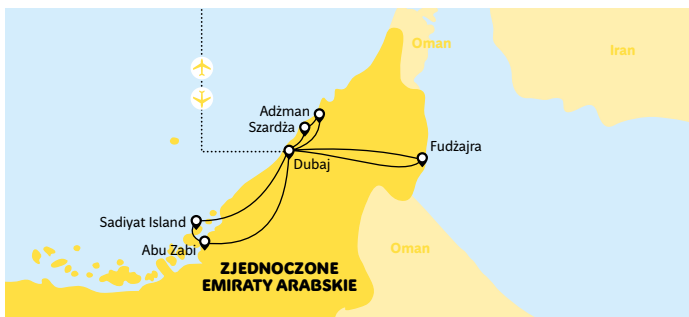 Oman
Iran
Adżman
Szardża
Fudżajra
Dubaj
Sadiyat Island
Abu Zabi
Oman
ZJEDNOCZONE
EMIRATY ARABSKIE